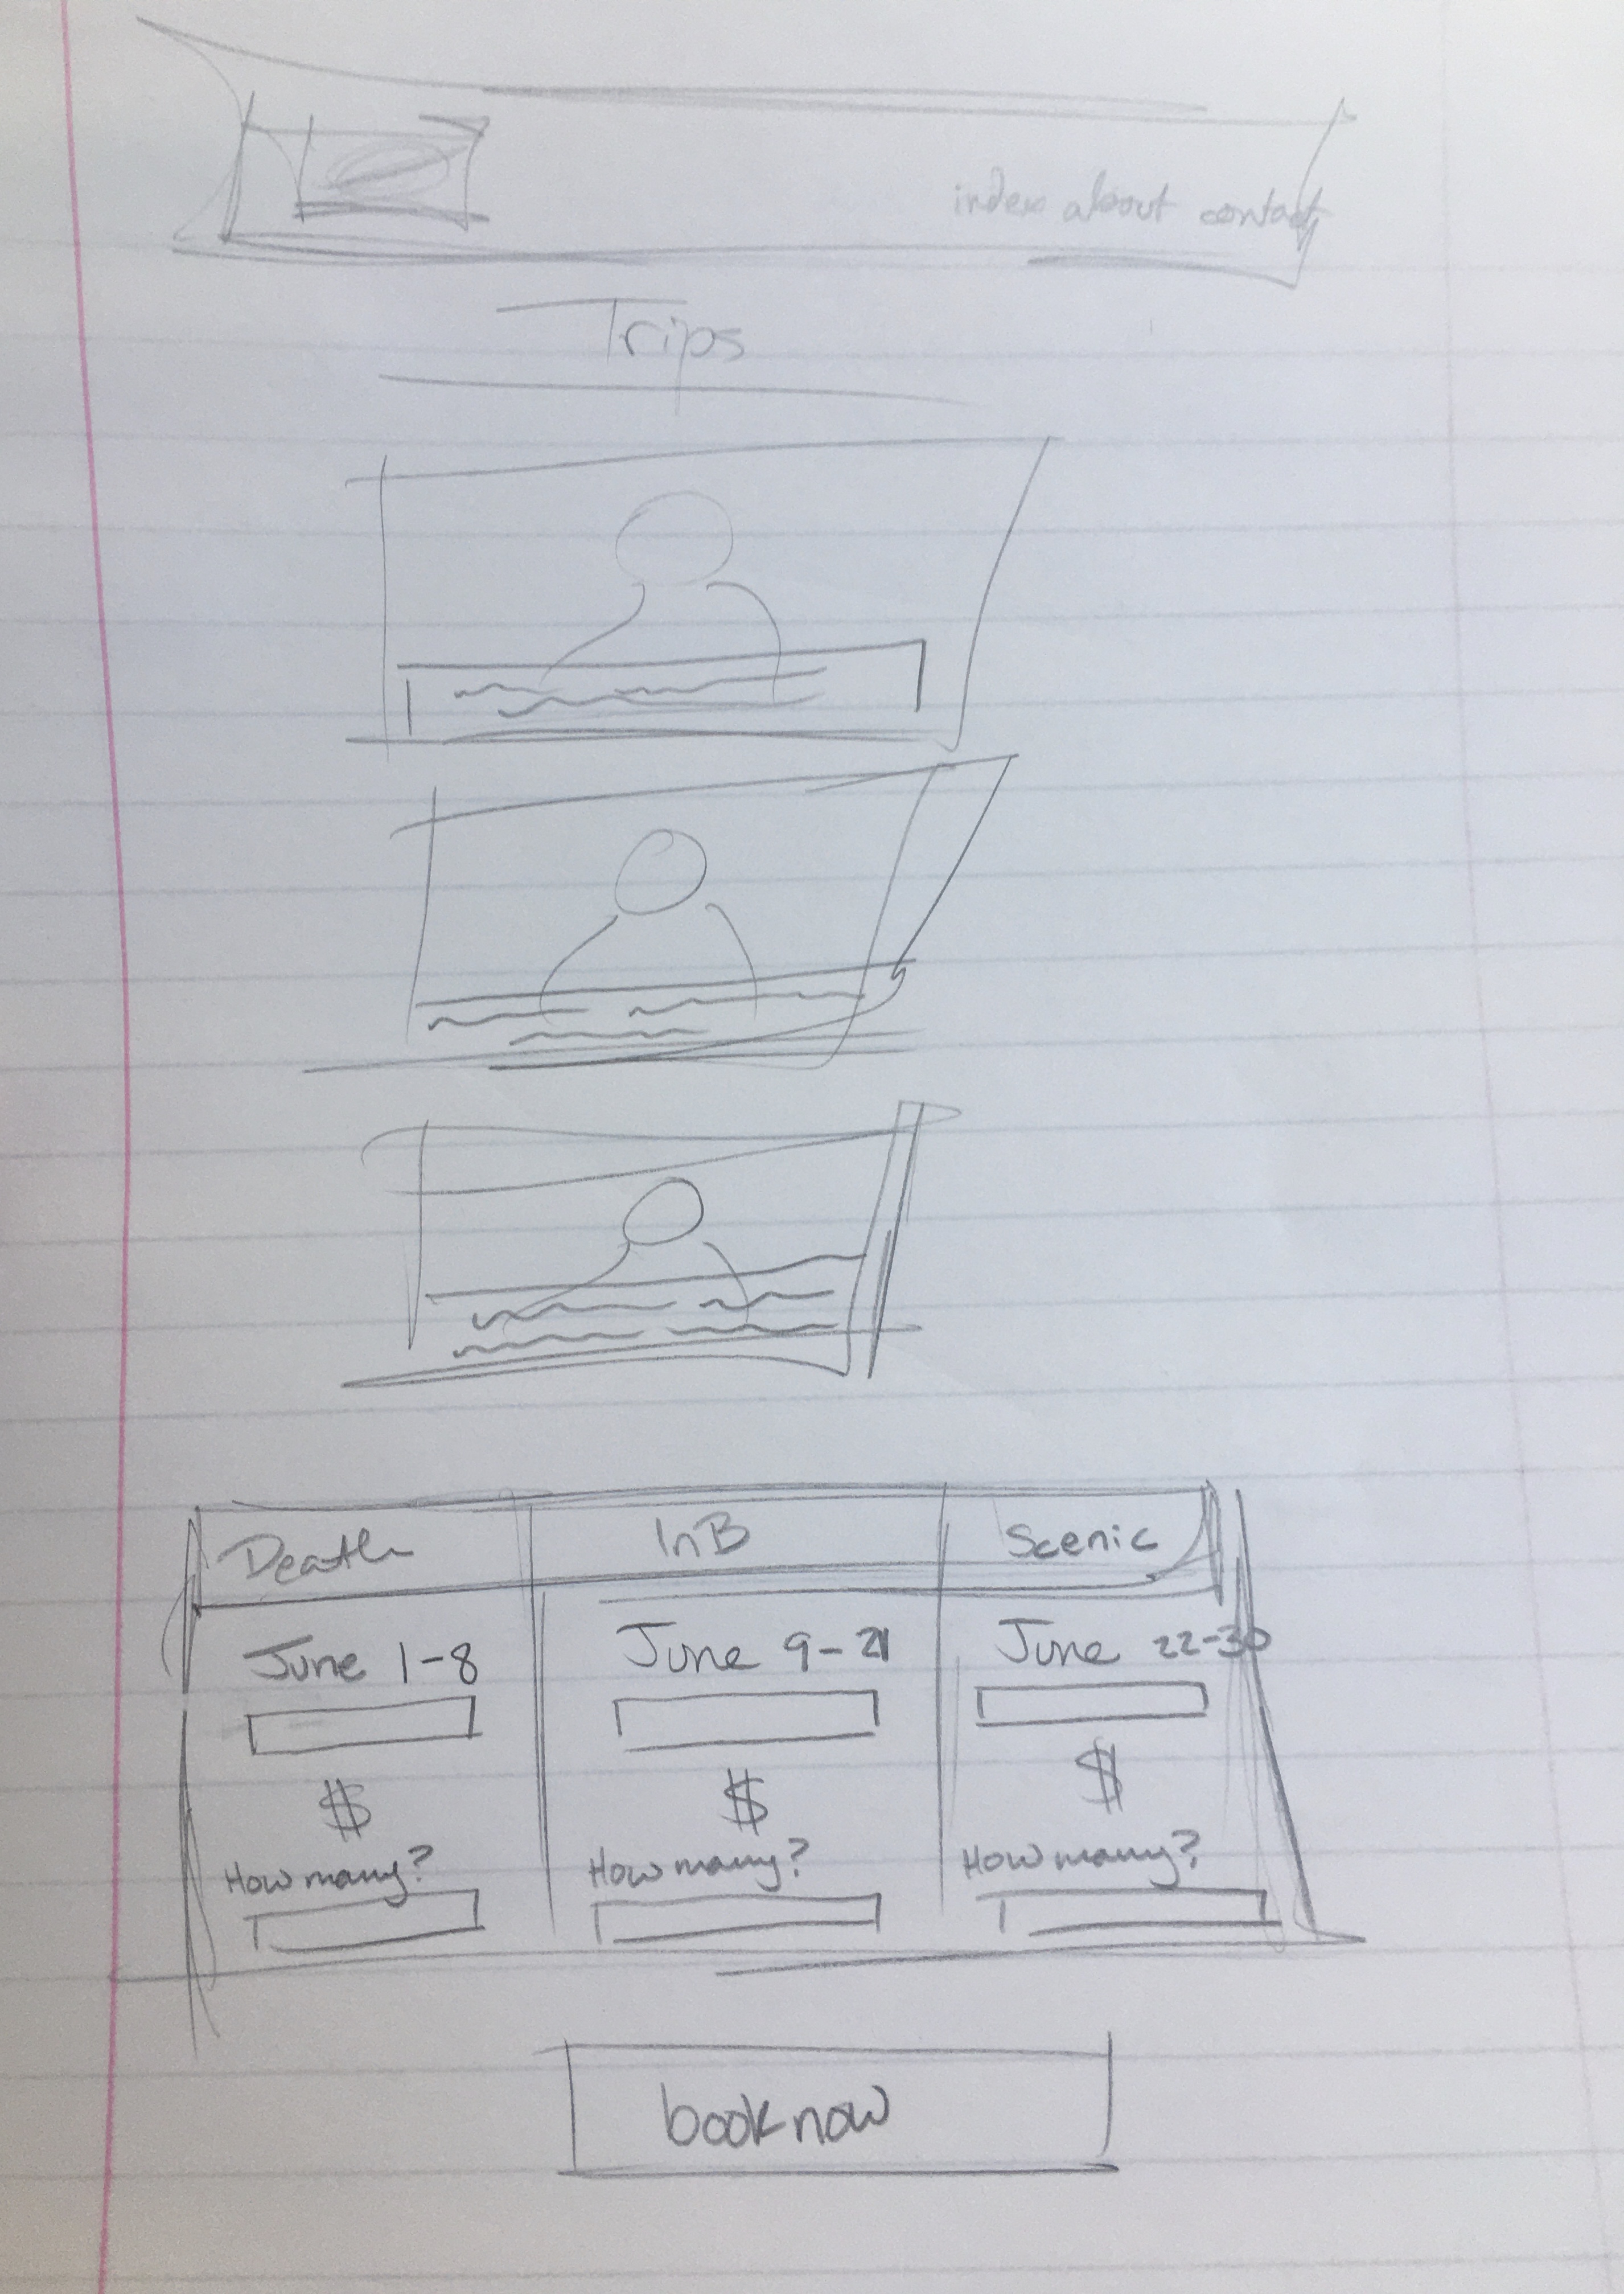 index about contact
Trips
Death InB Scenic
June 1-8 June 9-21 June 22-30
$ $ $
How many? How many? How many?
book now